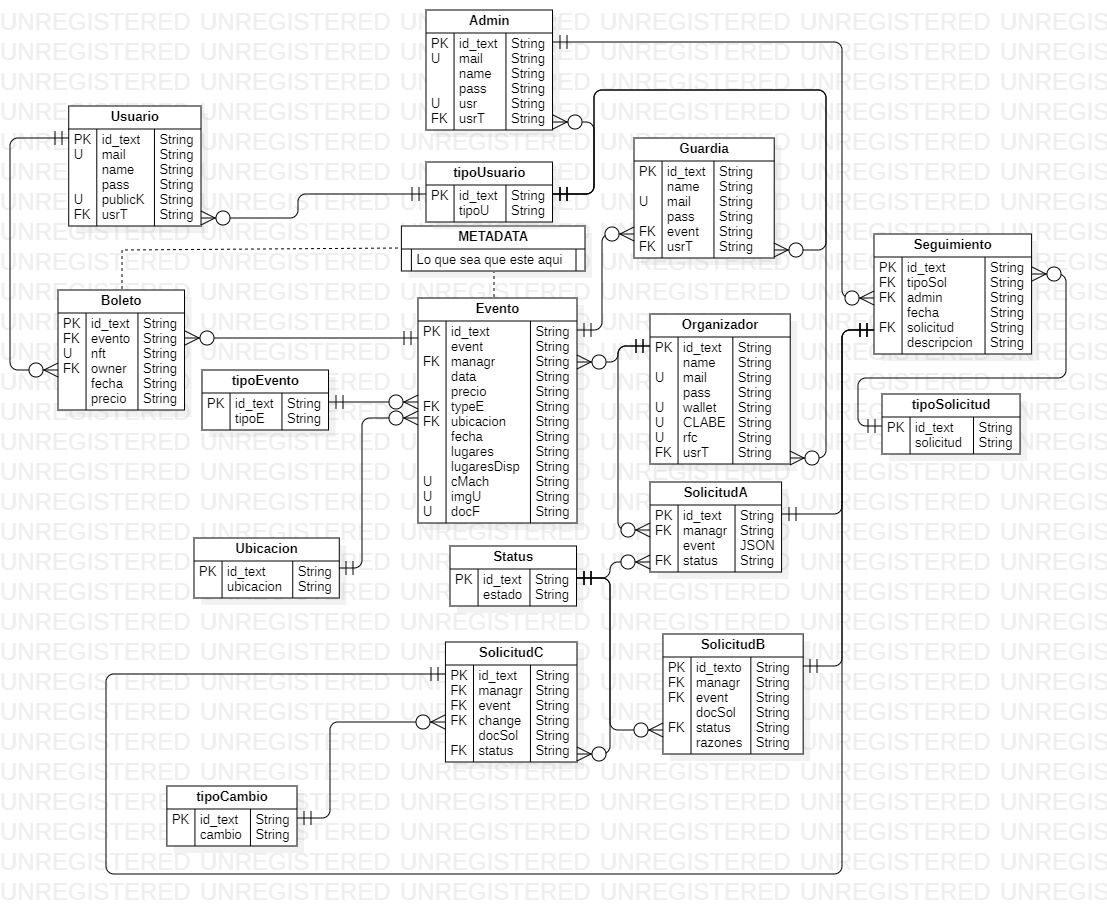 Admin
PK id_text String
U mail String
name String
pass String
U usr String
FK usrT String
Usuario
PK id_text String
U mail String
name String
pass String
U publicK String
FK usrT String
tipoUsuario
PK id_text String
tipoU String
Guardia
PK id_text String
name String
U mail String
pass String
FK event String
FK usrT String
METADATA
Lo que sea que este aqui
Seguimiento
PK id_text String
FK tipoSol String
FK admin String
fecha String
FK solicitud String
descripcion String
Boleto
PK id_text String
FK evento String
U nft String
FK owner String
fecha String
precio String
Evento
PK id_text String
event String
FK managr String
data String
precio String
FK typeE String
FK ubicacion String
fecha String
lugares String
lugaresDisp String
U cMach String
U imgU String
U docF String
Organizador
PK id_text String
name String
U mail String
pass String
U wallet String
U CLABE String
U rfc String
FK usrT String
tipoEvento
PK id_text String
tipoE String
tipoSolicitud
PK id_text String
solicitud String
SolicitudA
PK id_text String
FK managr String
event JSON
FK status String
Ubicacion
PK id_text String
ubicacion String
Status
PK id_text String
estado String
SolicitudC
PK id_text String
FK managr String
FK event String
FK change String
docSol String
FK status String
SolicitudB
PK id_texto String
FK managr String
FK event String
docSol String
FK status String
razones String
tipoCambio
PK id_text String
cambio String
UNREGISTERED